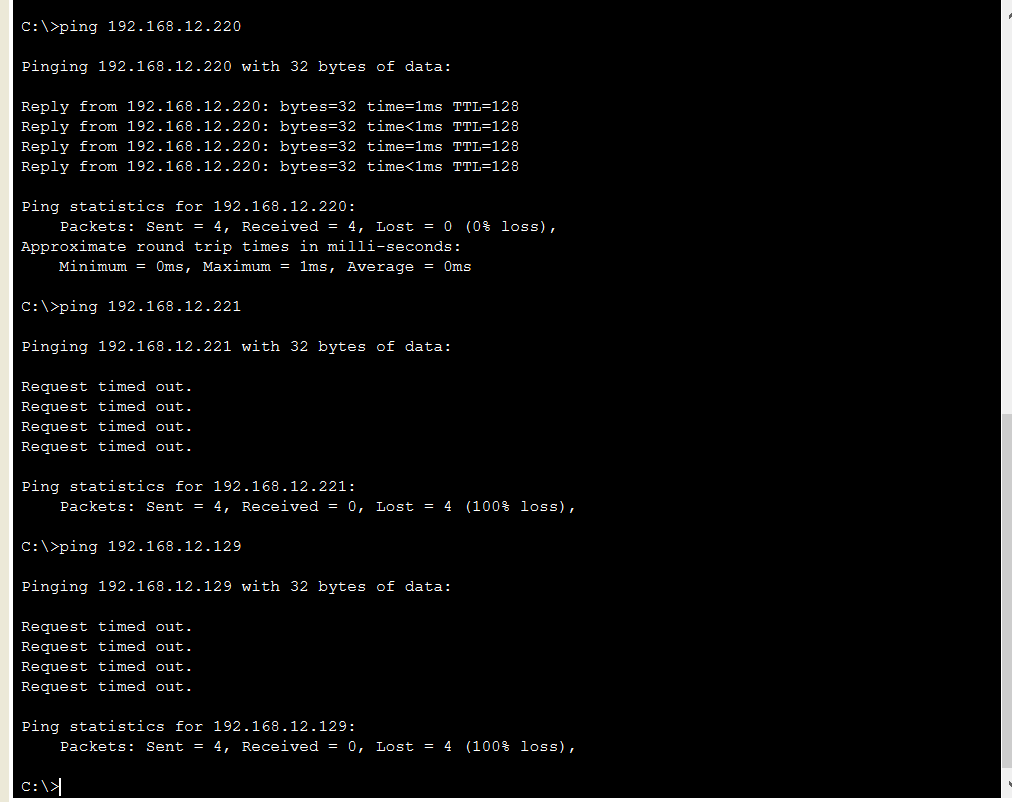 C:\>ping 192.168.12.220
Pinging 192.168.12.220 with 32 bytes of data:
Reply from 192.168.12.220: bytes=32 time=1ms TTL=128
Reply from 192.168.12.220: bytes=32 time<1ms TTL=128
Reply from 192.168.12.220: bytes=32 time=1ms TTL=128
Reply from 192.168.12.220: bytes=32 time<1ms TTL=128
Ping statistics for 192.168.12.220:
    Packets: Sent = 4, Received = 4, Lost = 0 (0% loss),
Approximate round trip times in milli-seconds:
    Minimum = 0ms, Maximum = 1ms, Average = 0ms
C:\>ping 192.168.12.221
Pinging 192.168.12.221 with 32 bytes of data:
Request timed out.
Request timed out.
Request timed out.
Request timed out.
Ping statistics for 192.168.12.221:
    Packets: Sent = 4, Received = 0, Lost = 4 (100% loss),
C:\>ping 192.168.12.129
Pinging 192.168.12.129 with 32 bytes of data:
Request timed out.
Request timed out.
Request timed out.
Request timed out.
Ping statistics for 192.168.12.129:
    Packets: Sent = 4, Received = 0, Lost = 4 (100% loss),
C:\>